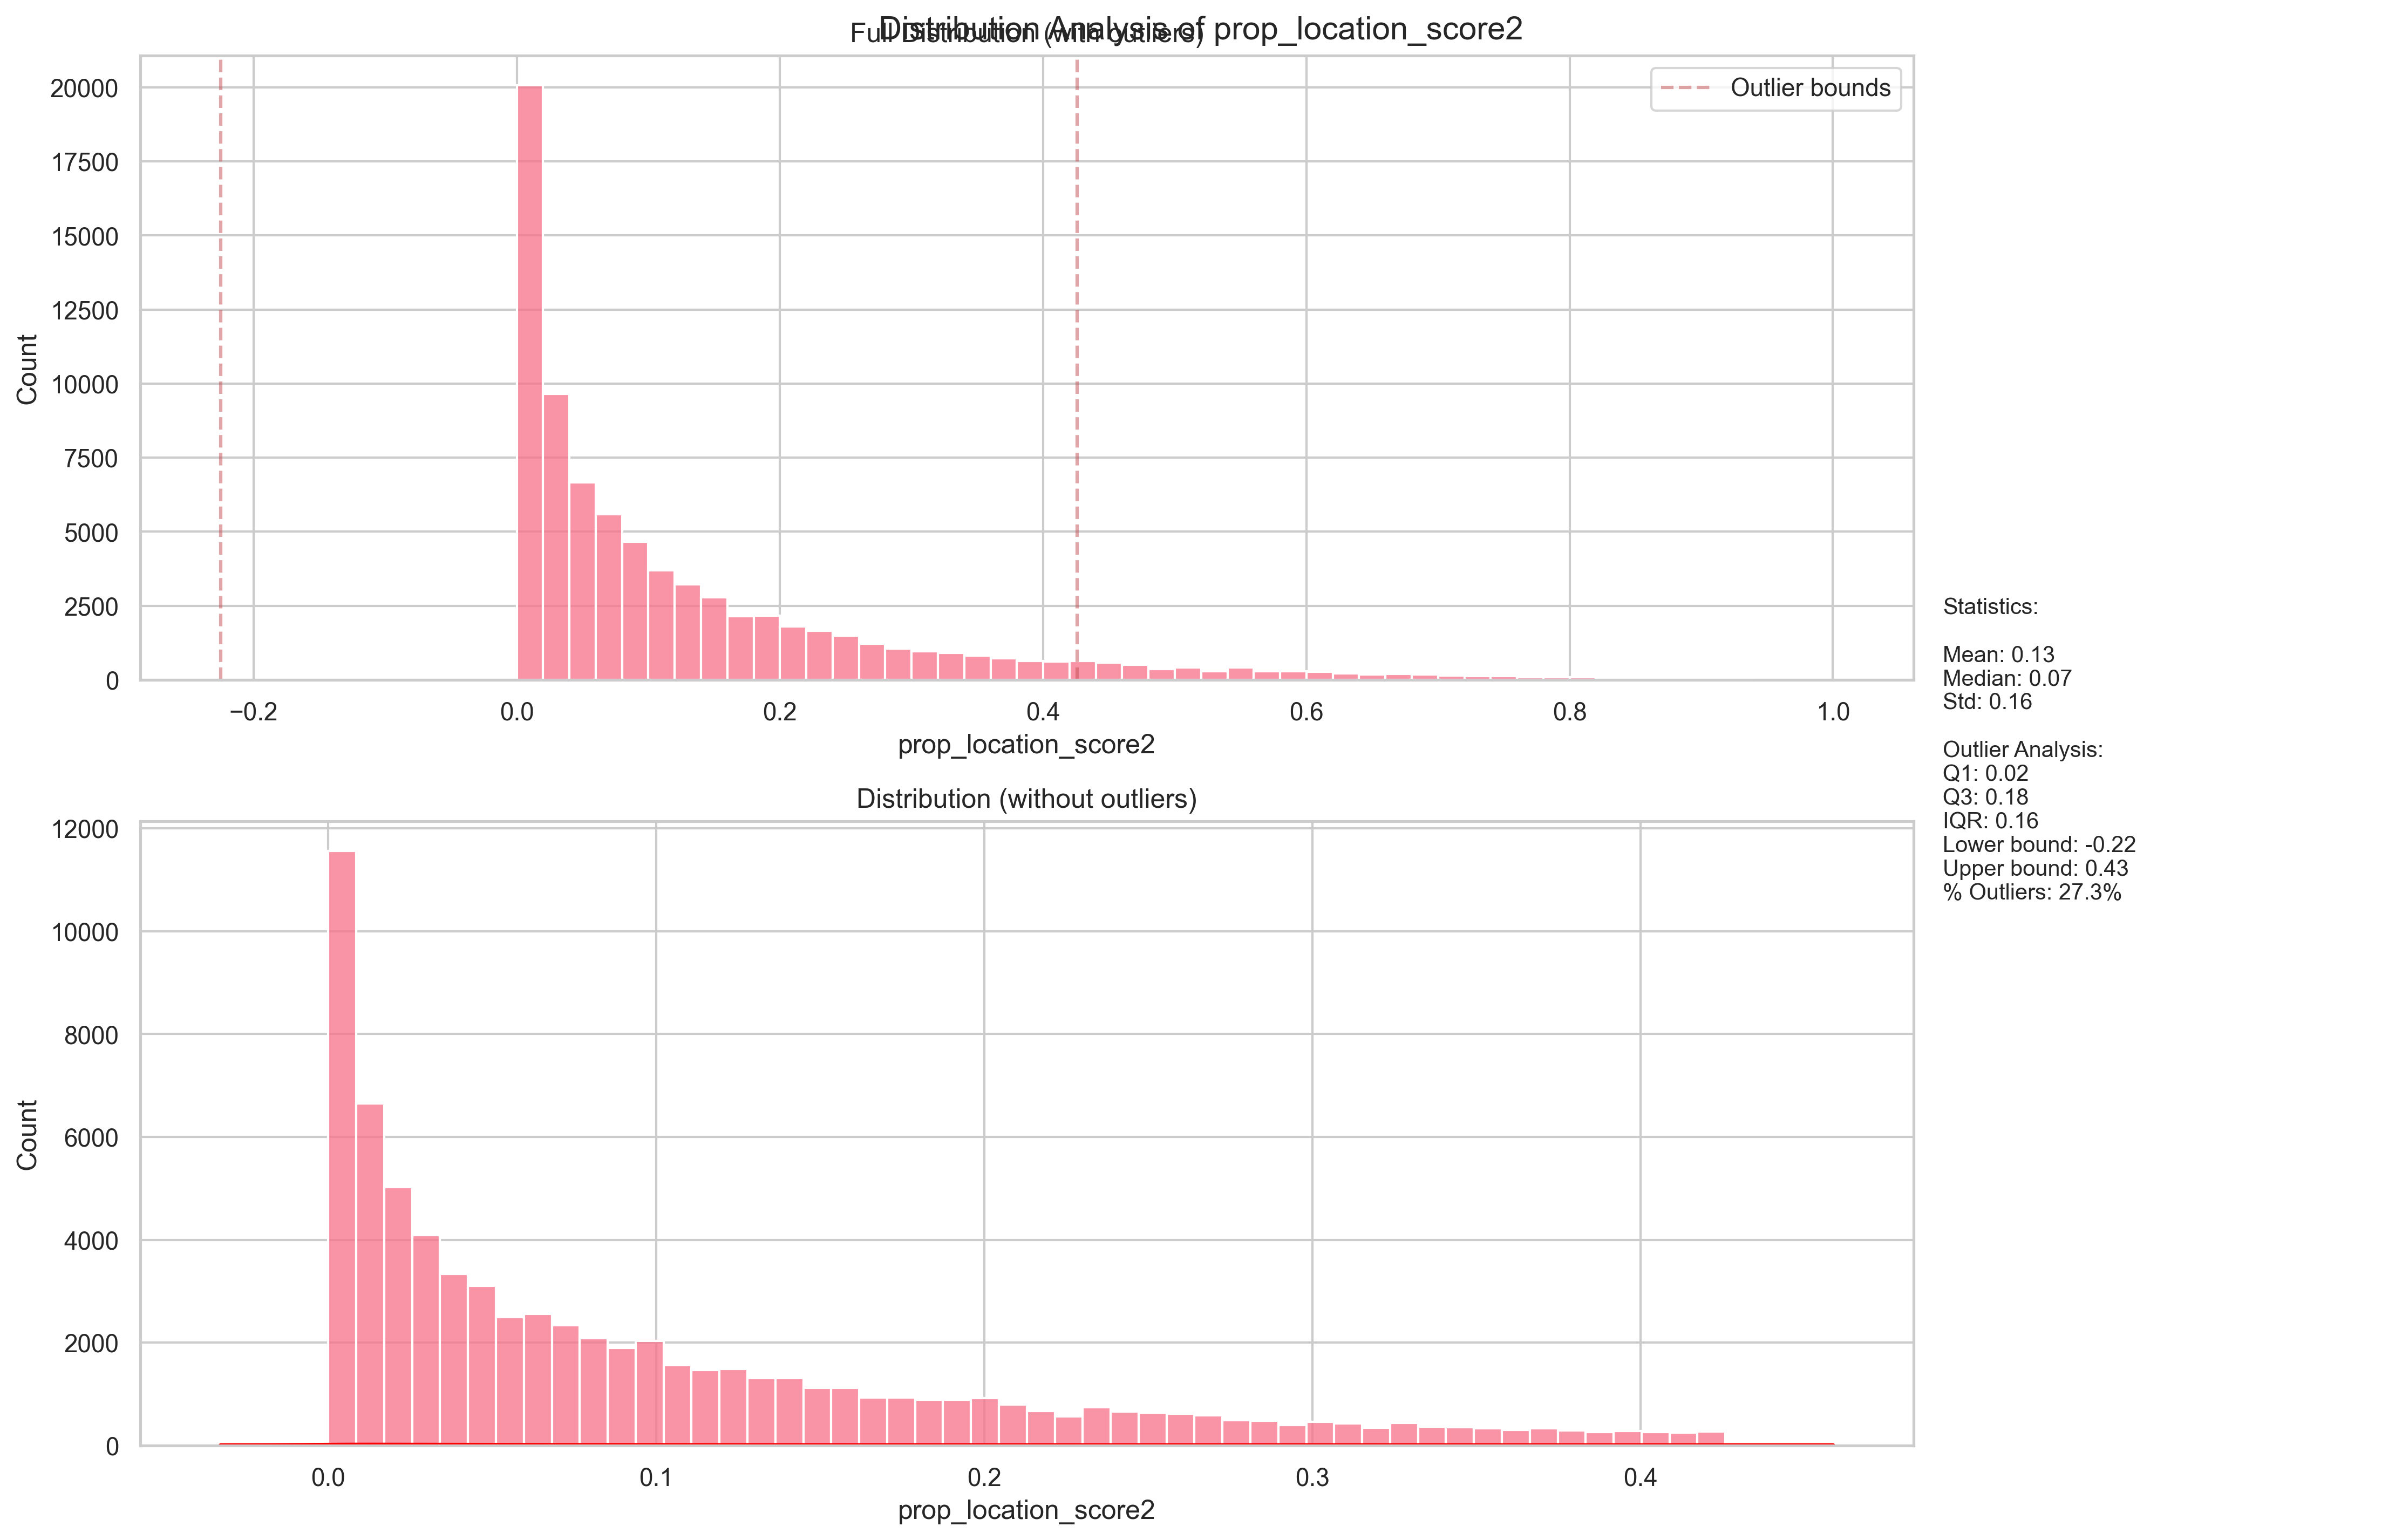 Distribution Analysis of prop_location_score2
Full Distribution (with outliers)
Outlier bounds
20000
17500
15000
12500
10000
7500
5000
2500
0
Count
−0.2 0.0 0.2 0.4 0.6 0.8 1.0
prop_location_score2
Statistics:
Mean: 0.13
Median: 0.07
Std: 0.16
Outlier Analysis:
Q1: 0.02
Q3: 0.18
IQR: 0.16
Lower bound: -0.22
Upper bound: 0.43
% Outliers: 27.3%
Distribution (without outliers)
12000
10000
8000
6000
4000
2000
0
Count
0.0 0.1 0.2 0.3 0.4
prop_location_score2